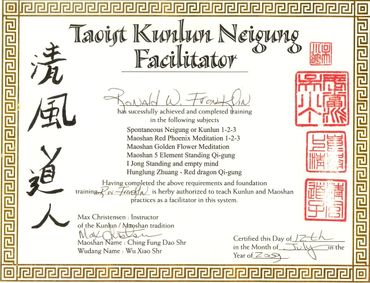 Taoist Kunlun Neigung
Facilitator
清風道人
Ronald W. Franklin
has sucessfully achieved and completed training
in the following subjects
Spontaneous Neigung or Kunlun 1-2-3
Maoshan Red Phoenix Meditation 1-2-3
Maoshan Golden Flower Meditation
Maoshan 5 Element Standing Qi-gung
I Jong Standing and empty mind
Hunglung Zhuang - Red dragon Qi-gung
Having completed the above requirements and foundation
training R.W. Franklin is herby authorized to teach Kunlun and Maoshan
practices as a facilitator in this system.
Max Christensen : Instructor
of the Kunlun / Maoshan tradition
Maoshan Name : Ching Fung Dao Shr
Wudang Name - Wu Xiao Shr
Certified this Day of 12th
in the Month of July in the
Year of 2009